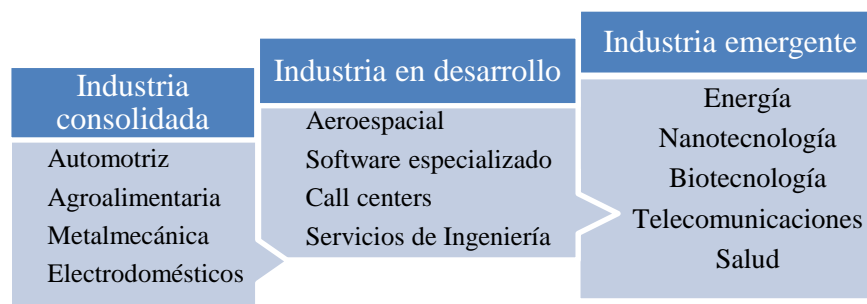 Industria
consolidada
Automotriz
Agroalimentaria
Metalmecánica
Electrodomésticos
Industria en desarrollo
Aeroespacial
Software especializado
Call centers
Servicios de Ingeniería
Industria emergente
Energía
Nanotecnología
Biotecnología
Telecomunicaciones
Salud